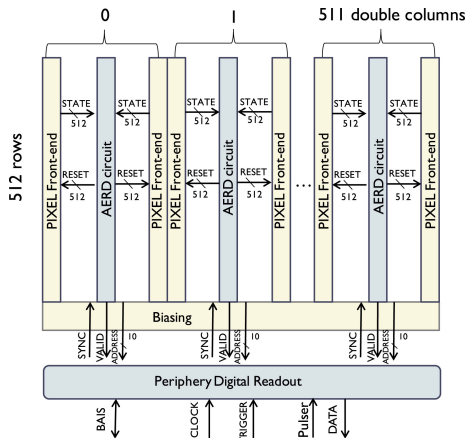 0 1 511 double columns
512 rows
PIXEL Front-end
STATE
512
RESET
512
AERD circuit
STATE
512
RESET
512
PIXEL Front-end
PIXEL Front-end
STATE
512
RESET
512
AERD circuit
STATE
512
RESET
512
PIXEL Front-end
...
PIXEL Front-end
STATE
512
RESET
512
AERD circuit
STATE
512
RESET
512
PIXEL Front-end
Biasing
SYNC
VALID
ADDRESS
10
SYNC
VALID
ADDRESS
10
SYNC
VALID
ADDRESS
10
Periphery Digital Readout
BAIS
CLOCK
TRIGGER
Pulser
DATA